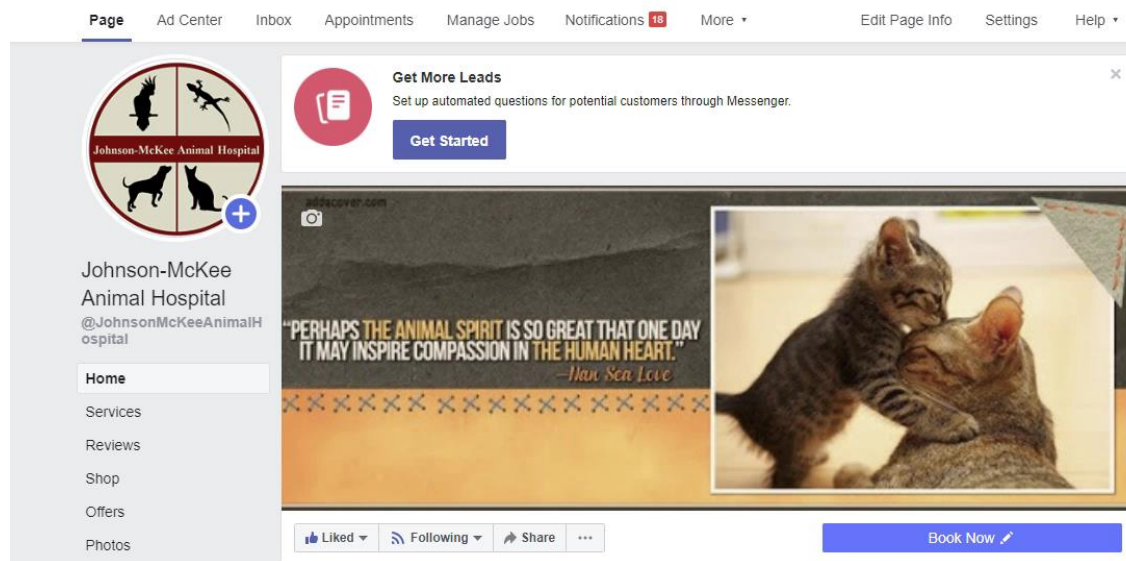 Page Ad Center Inbox Appointments Manage Jobs Notifications 18 More Edit Page Info Settings Help
Johnson-McKee Animal Hospital
Johnson-McKee
Animal Hospital
@JohnsonMcKeeAnimalH
ospital
Home
Services
Reviews
Shop
Offers
Photos
Get More Leads
Set up automated questions for potential customers through Messenger.
Get Started
addacover.com
“PERHAPS THE ANIMAL SPIRIT IS SO GREAT THAT ONE DAY
IT MAY INSPIRE COMPASSION IN THE HUMAN HEART.”
—Nan Sea Love
Liked Following Share ... Book Now